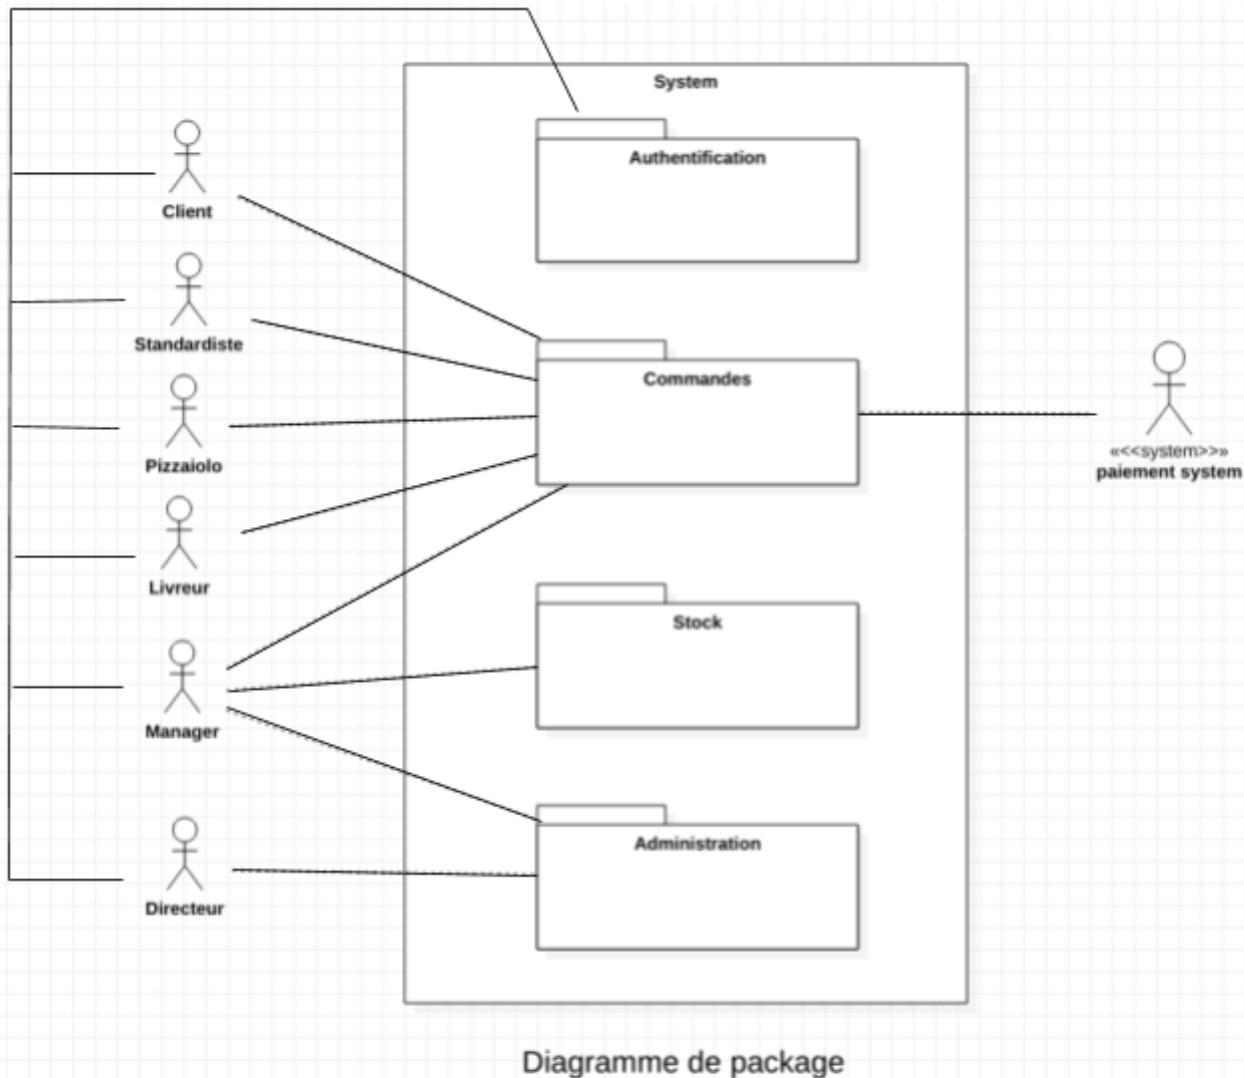 System
Authentification
Client
Standardiste
Commandes
Pizzaiolo
«<<system>>»
paiement system
Livreur
Stock
Manager
Administration
Directeur
Diagramme de package